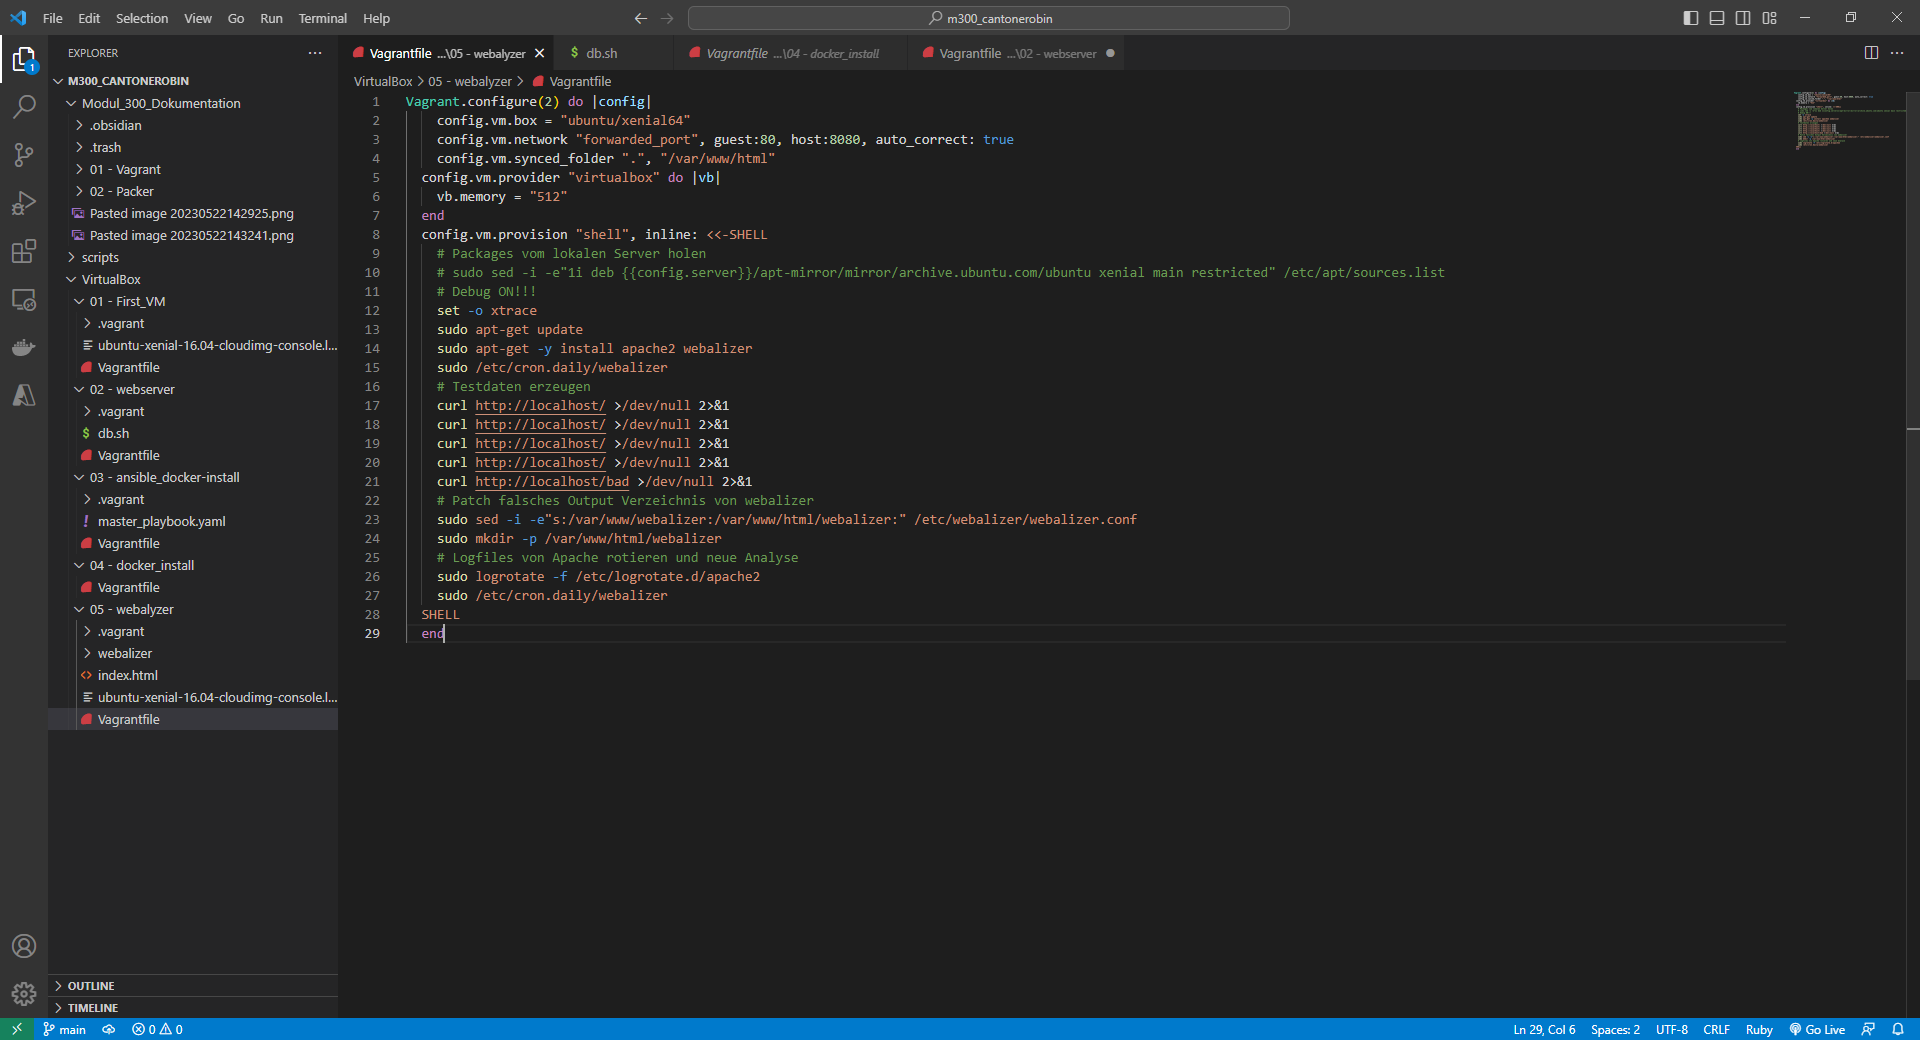 File Edit Selection View Go Run Terminal Help
m300_cantonerobin
EXPLORER
M300_CANTONEROBIN
Modul_300_Dokumentation
.obsidian
.trash
01 - Vagrant
02 - Packer
Pasted image 20230522142925.png
Pasted image 20230522143241.png
scripts
VirtualBox
01 - First_VM
.vagrant
ubuntu-xenial-16.04-cloudimg-console.l...
Vagrantfile
02 - webserver
.vagrant
$ db.sh
Vagrantfile
03 - ansible_docker-install
.vagrant
! master_playbook.yaml
Vagrantfile
04 - docker_install
Vagrantfile
05 - webalyzer
.vagrant
webalizer
<> index.html
ubuntu-xenial-16.04-cloudimg-console.l...
Vagrantfile
OUTLINE
TIMELINE
Vagrantfile ...\05 - webalyzer
$ db.sh
Vagrantfile ...\04 - docker_install
Vagrantfile ...\02 - webserver
VirtualBox > 05 - webalyzer > Vagrantfile
1 Vagrant.configure(2) do |config|
2 config.vm.box = "ubuntu/xenial64"
3 config.vm.network "forwarded_port", guest:80, host:8080, auto_correct: true
4 config.vm.synced_folder ".", "/var/www/html"
5 config.vm.provider "virtualbox" do |vb|
6 vb.memory = "512"
7 end
8 config.vm.provision "shell", inline: <<-SHELL
9 # Packages vom lokalen Server holen
10 # sudo sed -i -e"1i deb {{config.server}}/apt-mirror/mirror/archive.ubuntu.com/ubuntu xenial main restricted" /etc/apt/sources.list
11 # Debug ON!!!
12 set -o xtrace
13 sudo apt-get update
14 sudo apt-get -y install apache2 webalizer
15 sudo /etc/cron.daily/webalizer
16 # Testdaten erzeugen
17 curl http://localhost/ >/dev/null 2>&1
18 curl http://localhost/ >/dev/null 2>&1
19 curl http://localhost/ >/dev/null 2>&1
20 curl http://localhost/ >/dev/null 2>&1
21 curl http://localhost/bad >/dev/null 2>&1
22 # Patch falsches Output Verzeichnis von webalizer
23 sudo sed -i -e"s:/var/www/webalizer:/var/www/html/webalizer:" /etc/webalizer/webalizer.conf
24 sudo mkdir -p /var/www/html/webalizer
25 # Logfiles von Apache rotieren und neue Analyse
26 sudo logrotate -f /etc/logrotate.d/apache2
27 sudo /etc/cron.daily/webalizer
28 SHELL
29 end
1
main 0 0
Ln 29, Col 6 Spaces: 2 UTF-8 CRLF Ruby Go Live